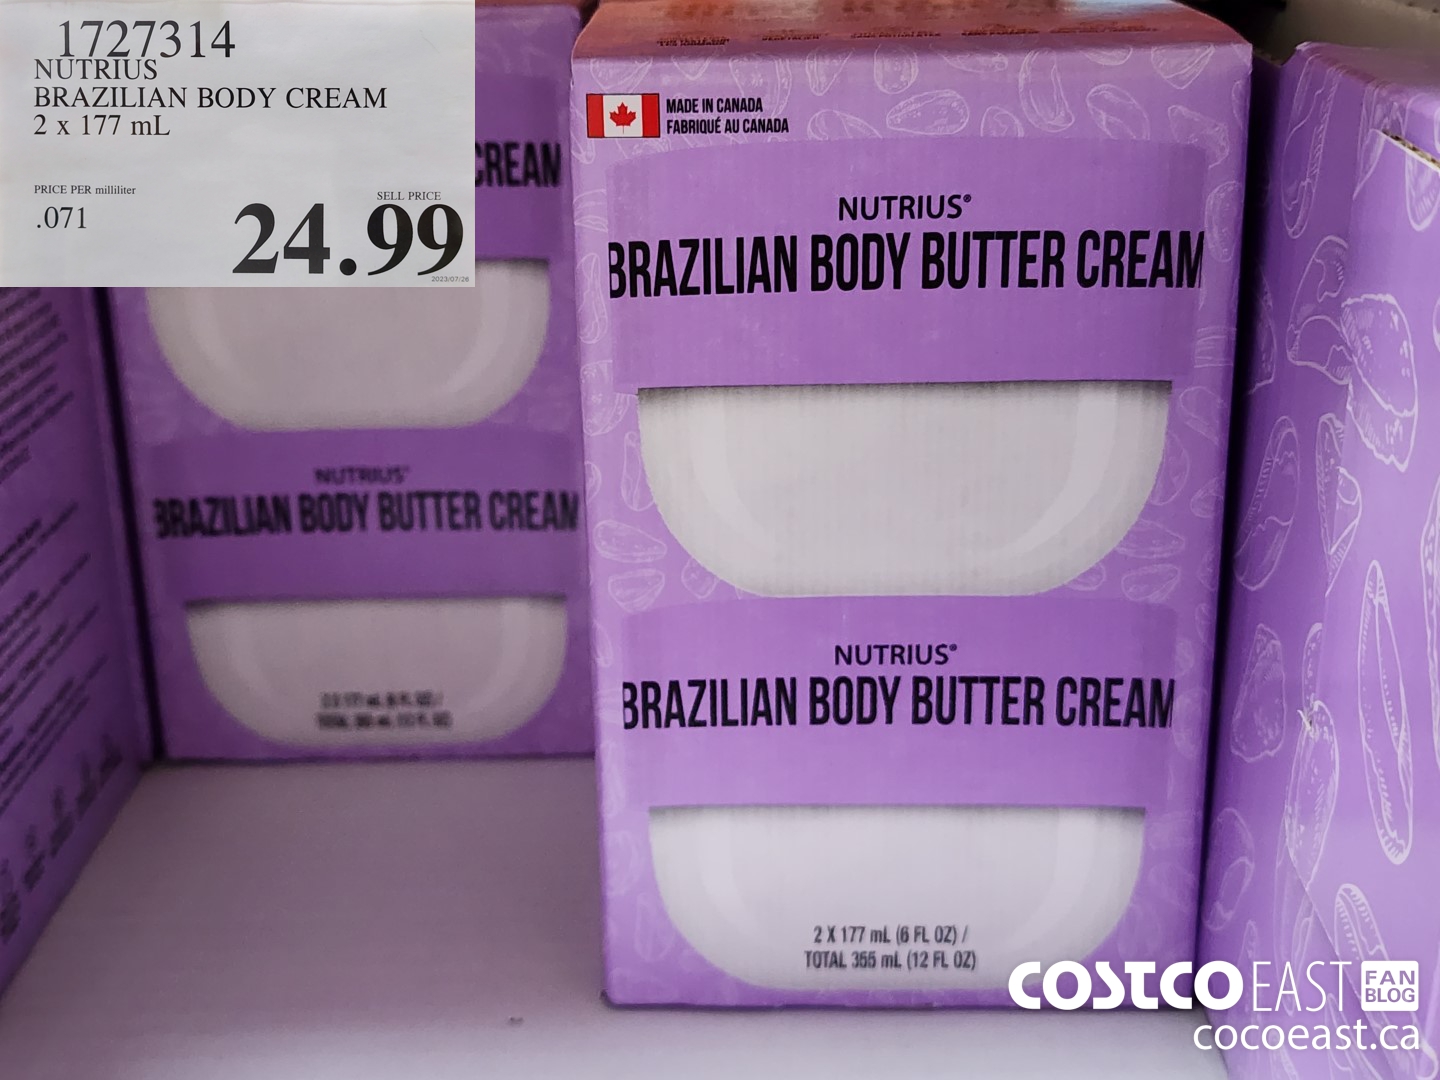 1727314
NUTRIUS
BRAZILIAN BODY CREAM
2 x 177 mL
PRICE PER milliliter
.071
SELL PRICE
24.99
2023/07/26
CREAM
NUTRIUS®
BRAZILIAN BODY BUTTER CREAM
MADE IN CANADA
FABRIQUÉ AU CANADA
NUTRIUS®
BRAZILIAN BODY BUTTER CREAM
NUTRIUS®
BRAZILIAN BODY BUTTER CREAM
2 X 177 mL (6 FL OZ) /
TOTAL 355 mL (12 FL OZ)
COSTCO EAST FAN BLOG
cocoeast.ca